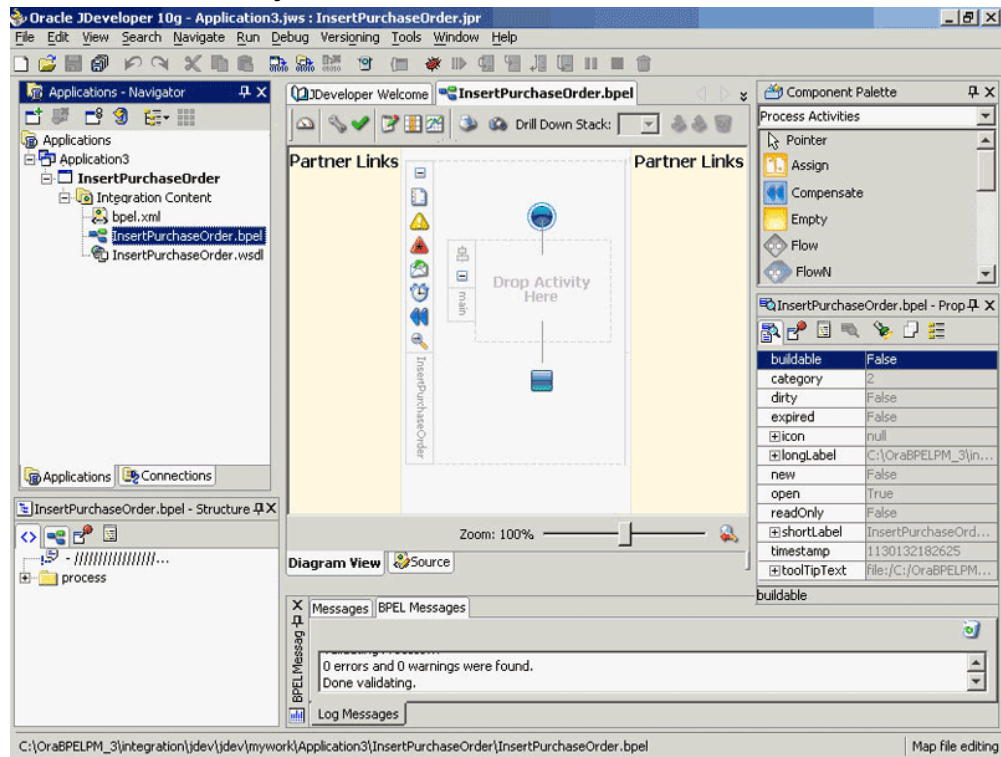 Oracle JDeveloper 10g - Application3.jws : InsertPurchaseOrder.jpr
File Edit View Search Navigate Run Debug Versioning Tools Window Help
Applications - Navigator
Applications
Application3
InsertPurchaseOrder
Integration Content
bpel.xml
InsertPurchaseOrder.bpel
InsertPurchaseOrder.wsdl
Applications Connections
InsertPurchaseOrder.bpel - Structure
- //////////////////...
process
JDeveloper Welcome InsertPurchaseOrder.bpel
Drill Down Stack:
Partner Links
Partner Links
main
Drop Activity
Here
InsertPurchaseOrder
Zoom: 100%
Diagram View Source
Component Palette
Process Activities
Pointer
Assign
Compensate
Empty
Flow
FlowN
InsertPurchaseOrder.bpel - Prop
buildable False
category 2
dirty False
expired False
icon null
longLabel C:\OraBPELPM_3\in...
new False
open True
readOnly False
shortLabel InsertPurchaseOrd...
timestamp 1130132182625
toolTipText file:/C:/OraBPELPM...
buildable
BPEL Messag
Messages BPEL Messages
0 errors and 0 warnings were found.
Done validating.
Log Messages
C:\OraBPELPM_3\integration\jdev\jdev\mywork\Application3\InsertPurchaseOrder\InsertPurchaseOrder.bpel Map file editing